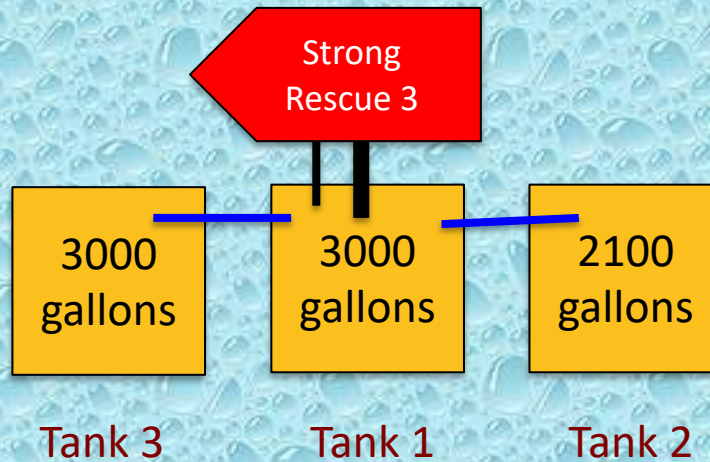 Strong
Rescue 3
3000
gallons
3000
gallons
2100
gallons
Tank 3
Tank 1
Tank 2